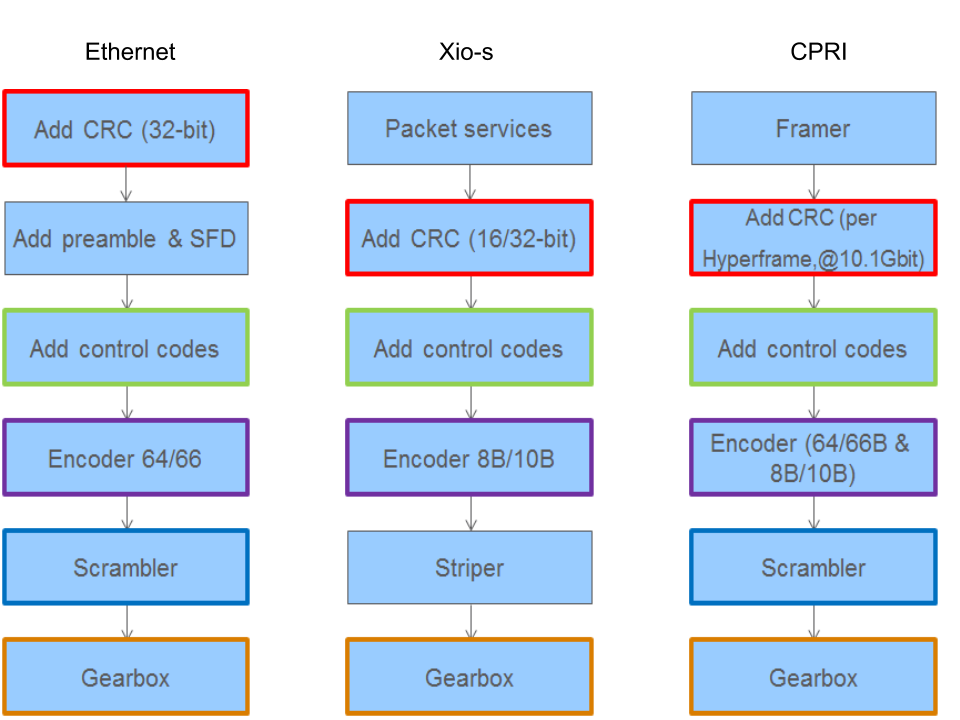 Ethernet
Xio-s
CPRI
Add CRC (32-bit)
Packet services
Framer
Add preamble & SFD
Add CRC (16/32-bit)
Add CRC (per
Hyperframe,@10.1Gbit)
Add control codes
Add control codes
Add control codes
Encoder 64/66
Encoder 8B/10B
Encoder (64/66B &
8B/10B)
Scrambler
Striper
Scrambler
Gearbox
Gearbox
Gearbox